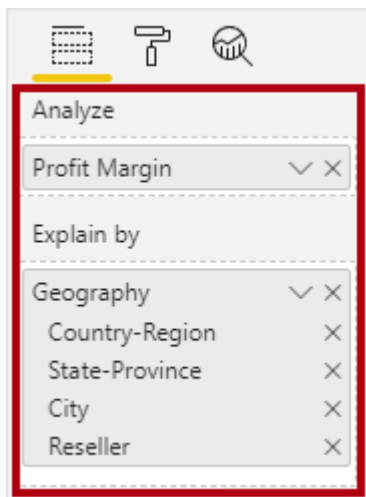 Analyze
Profit Margin
Explain by
Geography
Country-Region
State-Province
City
Reseller